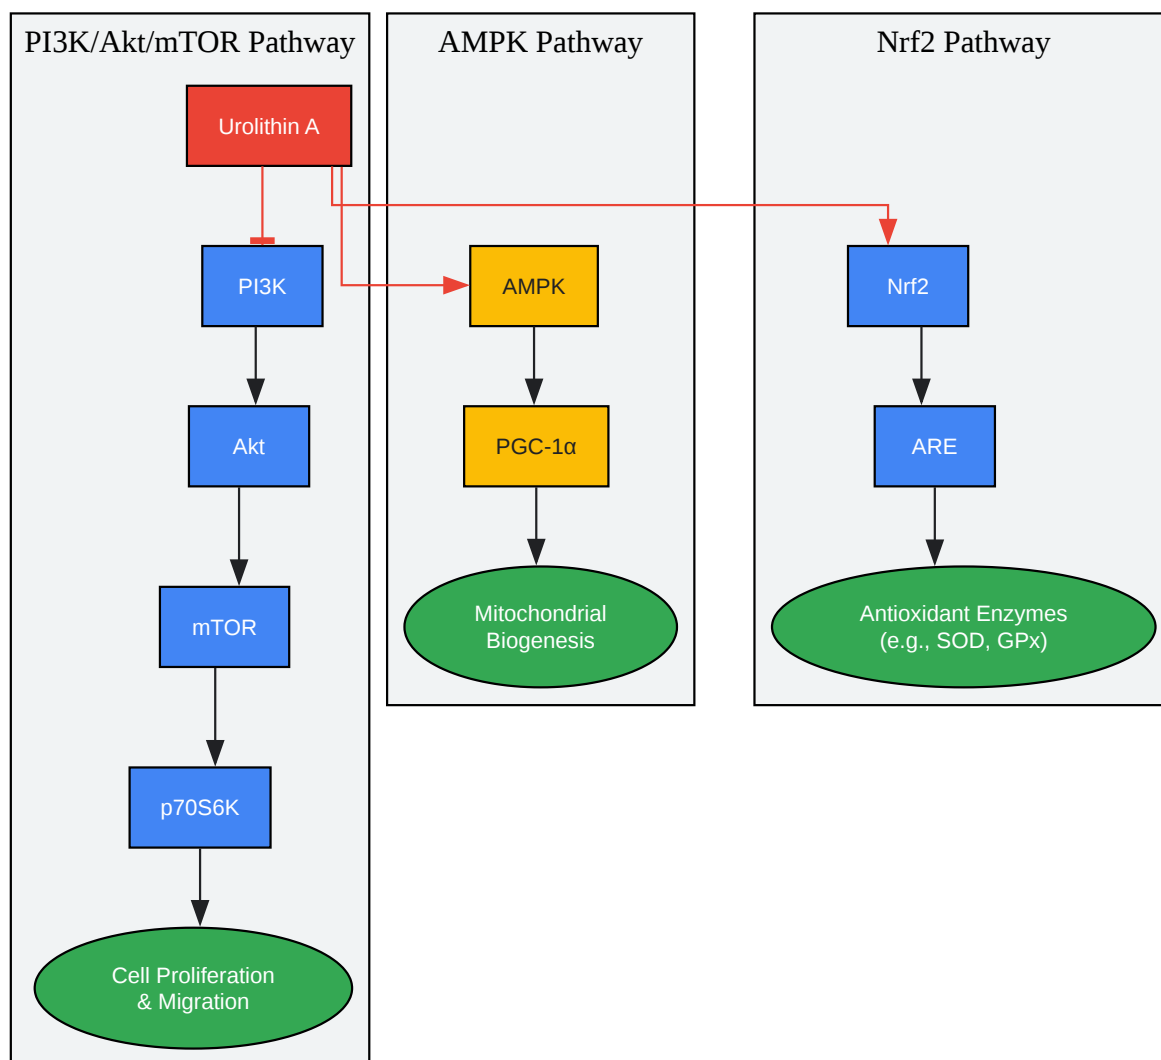 PI3K/Akt/mTOR Pathway
Urolithin A
PI3K
Akt
mTOR
p70S6K
Cell Proliferation
& Migration
AMPK Pathway
AMPK
PGC-1α
Mitochondrial
Biogenesis
Nrf2 Pathway
Nrf2
ARE
Antioxidant Enzymes
(e.g., SOD, GPx)